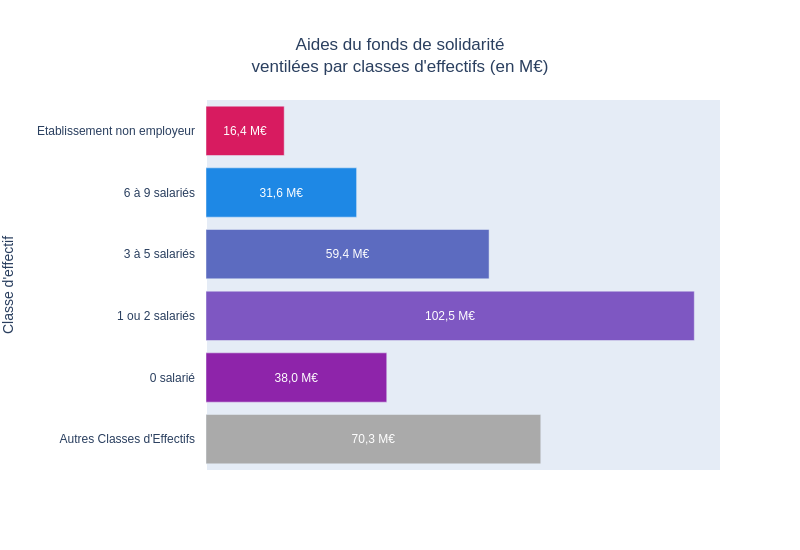 Aides du fonds de solidarité
ventilées par classes d'effectifs (en M€)
Classe d'effectif
Etablissement non employeur
16,4 M€
6 à 9 salariés
31,6 M€
3 à 5 salariés
59,4 M€
1 ou 2 salariés
102,5 M€
0 salarié
38,0 M€
Autres Classes d'Effectifs
70,3 M€